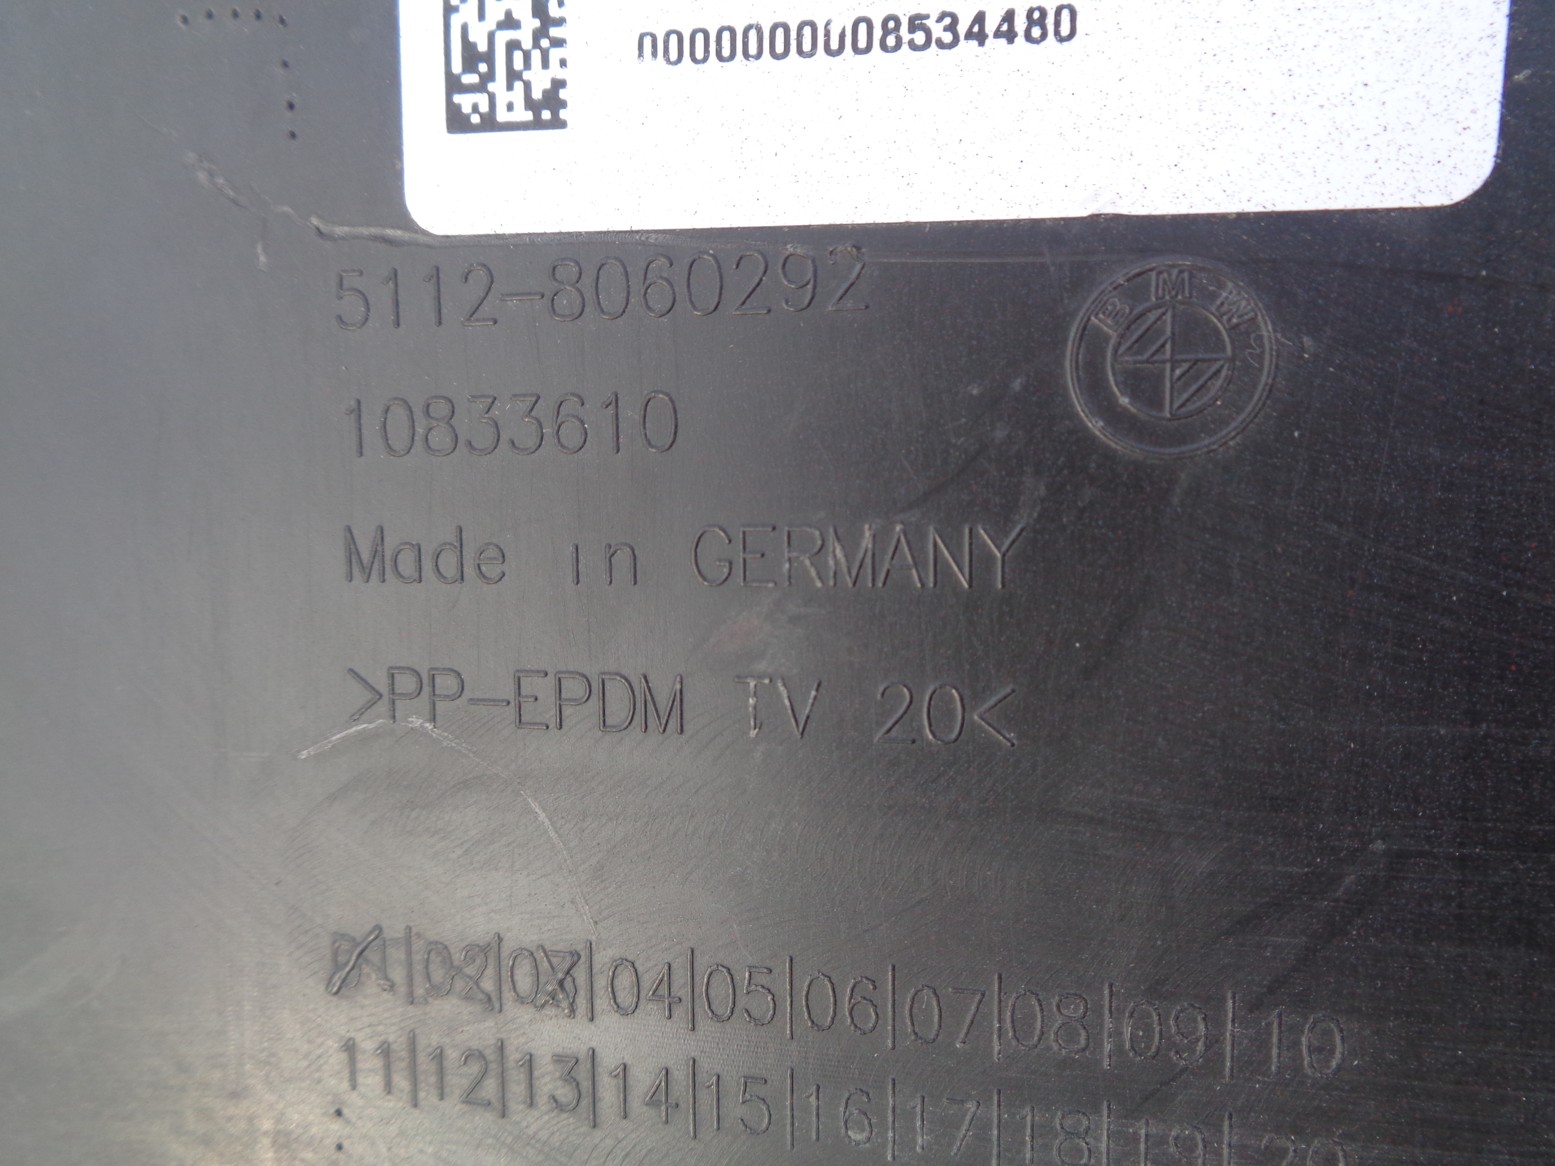 0000000008534480
5112-8060292
BMW
10833610
Made in GERMANY
>PP-EPDM TV 20<
01|02|03|04|05|06|07|08|09|10
11|12|13|14|15|16|17|18|19|20